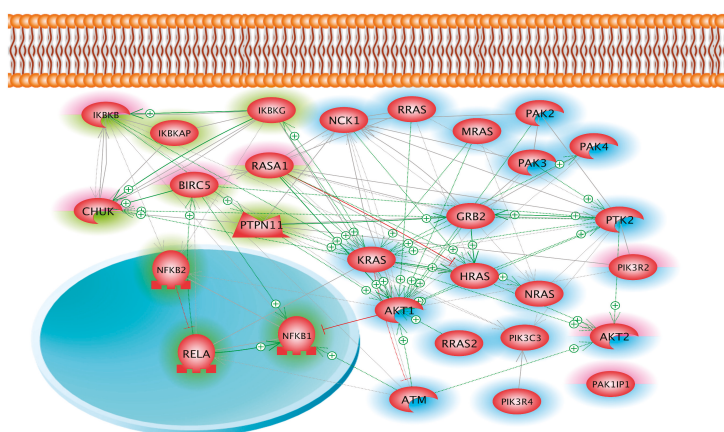 IKBKB
IKBKG
IKBKAP
NCK1
RRAS
MRAS
PAK2
PAK4
PAK3
RASA1
BIRC5
CHUK
PTPN11
GRB2
PTK2
KRAS
HRAS
PIK3R2
NRAS
NFKB2
AKT1
NFKB1
RELA
RRAS2
PIK3C3
AKT2
PAK1IP1
ATM
PIK3R4